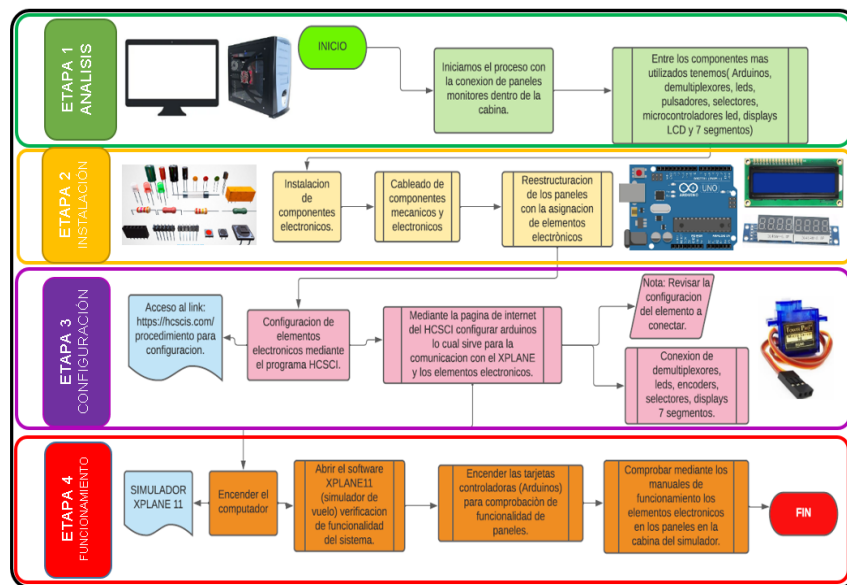 ETAPA 1
ANALISIS
INICIO
Iniciamos el proceso con
la conexion de paneles
monitores dentro de la
cabina.
Entre los componentes mas
utilizados tenemos( Arduinos,
demultiplexores, leds,
pulsadores, selectores,
microcontroladores led, displays
LCD y 7 segmentos)
ETAPA 2
INSTALACIÓN
Instalacion de
componentes
electronicos.
Cableado de
componentes
mecanicos y
electronicos
Reestructuracion
de los paneles
con la asignacion
de elementos
electrònicos
ARDUINO
UNO
ETAPA 3
CONFIGURACIÓN
Acceso al link:
https://hcscis.com/
procedimiento para
configuracion.
Configuracion de
elementos
electronicos mediante
el programa HCSCI.
Mediante la pagina de internet
del HCSCI configurar arduinos
lo cual sirve para la
comunicacion con el XPLANE
y los elementos electronicos.
Nota: Revisar la
configuracion
del elemento a
conectar.
Conexion de
demultiplexores,
leds, encoders,
selectores, displays
7 segmentos.
ETAPA 4
FUNCIONAMIENTO
SIMULADOR
XPLANE 11
Encender el
computador
Abrir el software
XPLANE11
(simulador de
vuelo) verificacion
de funcionalidad
del sistema.
Encender las tarjetas
controladoras (Arduinos)
para comprobaciòn de
funcionalidad de
paneles.
Comprobar mediante los
manuales de
funcionamiento los
elementos electronicos
en los paneles en la
cabina del simulador.
FIN